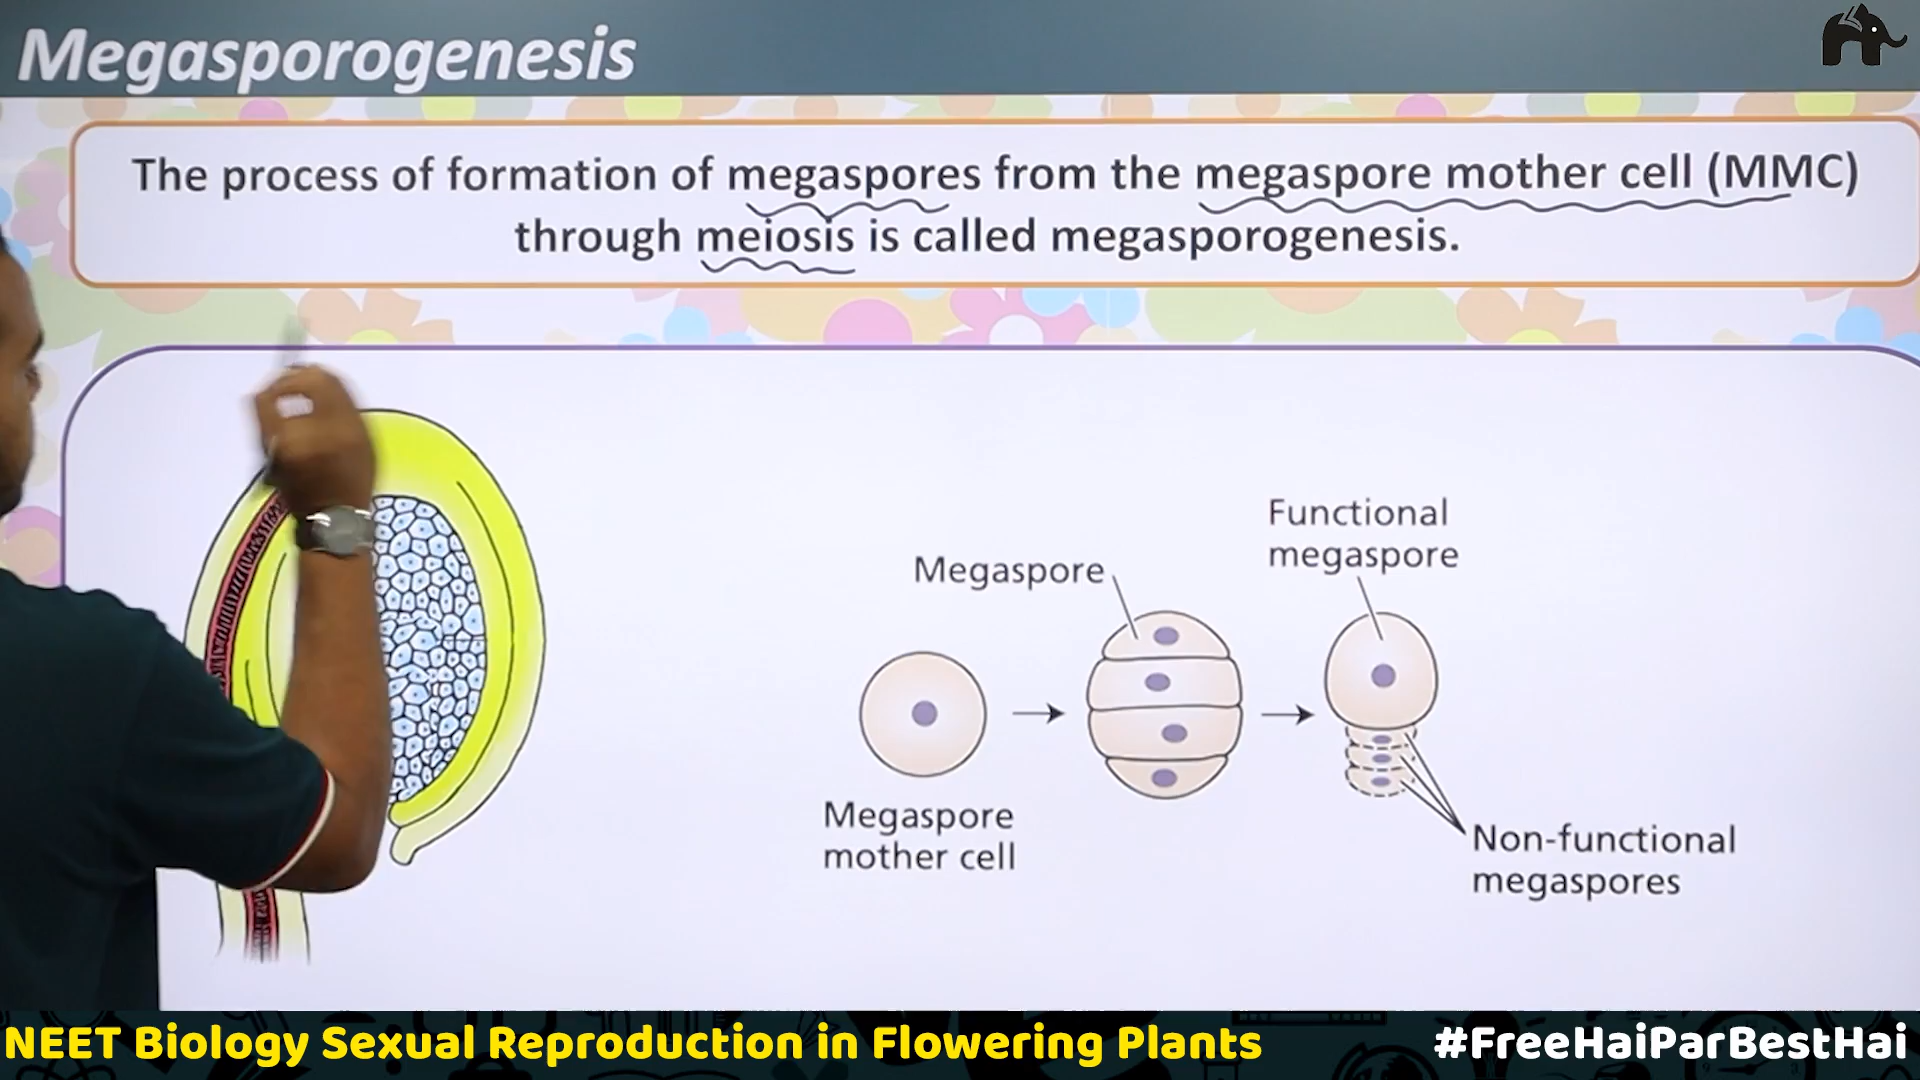 Megasporogenesis
The process of formation of megaspores from the megaspore mother cell (MMC)
through meiosis is called megasporogenesis.
Functional
megaspore
Megaspore
Megaspore
mother cell
Non-functional
megaspores
NEET Biology Sexual Reproduction in Flowering Plants
#FreeHaiParBestHai